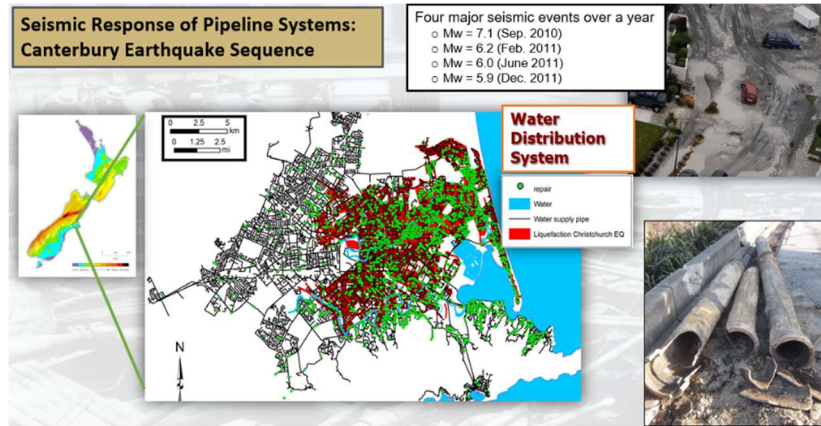 Seismic Response of Pipeline Systems:
Canterbury Earthquake Sequence
Four major seismic events over a year
○ Mw = 7.1 (Sep. 2010)
○ Mw = 6.2 (Feb. 2011)
○ Mw = 6.0 (June 2011)
○ Mw = 5.9 (Dec. 2011)
0 2.5 5
km
0 1.25 2.5
mi
Water
Distribution
System
repair
Water
Water supply pipe
Liquefaction Christchurch EQ
N